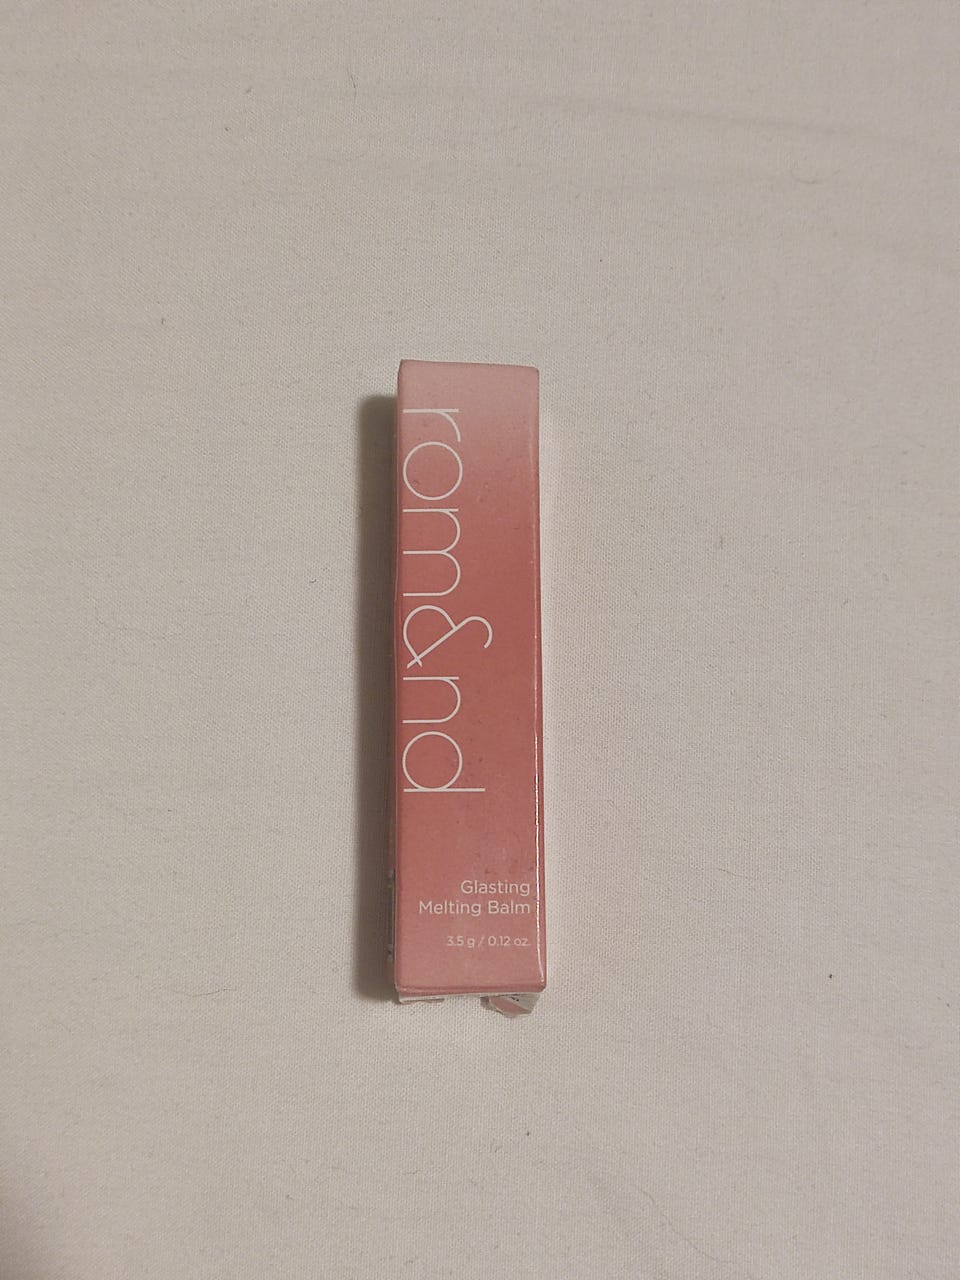 rom&nd
Glasting
Melting Balm
3.5 g / 0.12 oz.